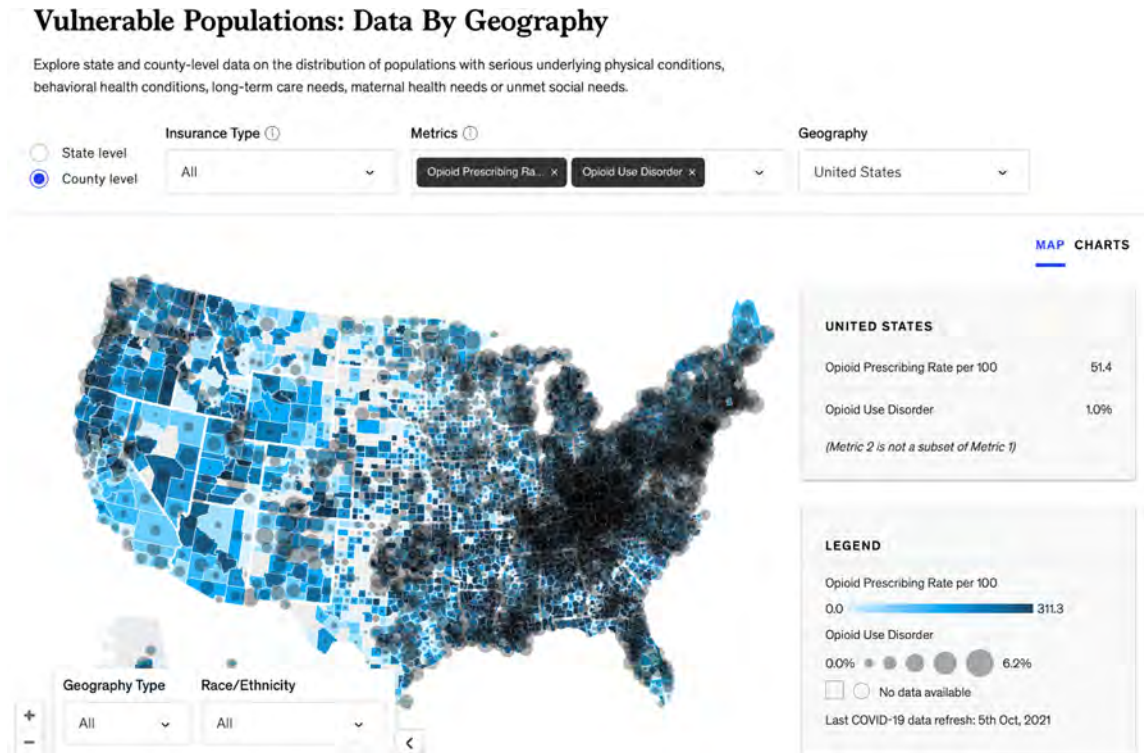 Vulnerable Populations: Data By Geography
Explore state and county-level data on the distribution of populations with serious underlying physical conditions,
behavioral health conditions, long-term care needs, maternal health needs or unmet social needs.
State level
County level
Insurance Type ⓘ
All
Metrics ⓘ
Opioid Prescribing Ra... ×
Opioid Use Disorder ×
Geography
United States
MAP CHARTS
UNITED STATES
Opioid Prescribing Rate per 100 51.4
Opioid Use Disorder 1.0%
(Metric 2 is not a subset of Metric 1)
LEGEND
Opioid Prescribing Rate per 100
0.0 311.3
Opioid Use Disorder
0.0% 6.2%
No data available
Last COVID-19 data refresh: 5th Oct, 2021
Geography Type
All
Race/Ethnicity
All
+
−
<